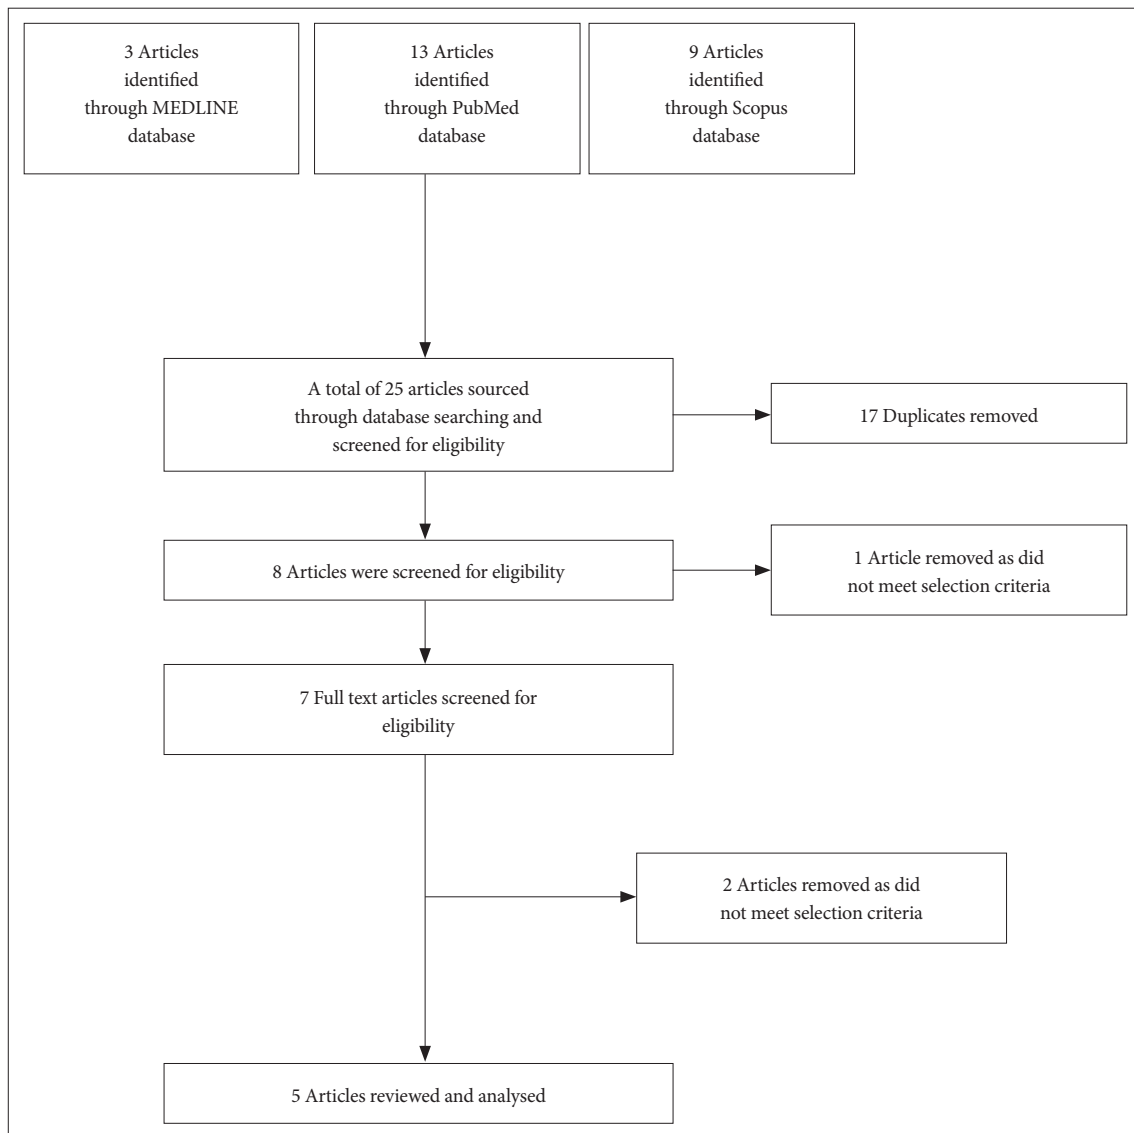 3 Articles
identified
through MEDLINE
database
13 Articles
identified
through PubMed
database
9 Articles
identified
through Scopus
database
A total of 25 articles sourced
through database searching and
screened for eligibility
17 Duplicates removed
8 Articles were screened for eligibility
1 Article removed as did
not meet selection criteria
7 Full text articles screened for
eligibility
2 Articles removed as did
not meet selection criteria
5 Articles reviewed and analysed